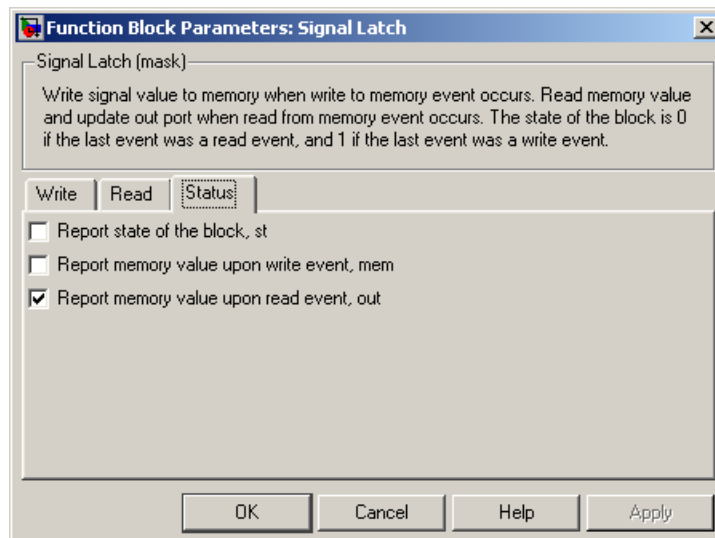 Function Block Parameters: Signal Latch
Signal Latch (mask)
Write signal value to memory when write to memory event occurs. Read memory value
and update out port when read from memory event occurs. The state of the block is 0
if the last event was a read event, and 1 if the last event was a write event.
Write Read Status
Report state of the block, st
Report memory value upon write event, mem
Report memory value upon read event, out
OK Cancel Help Apply